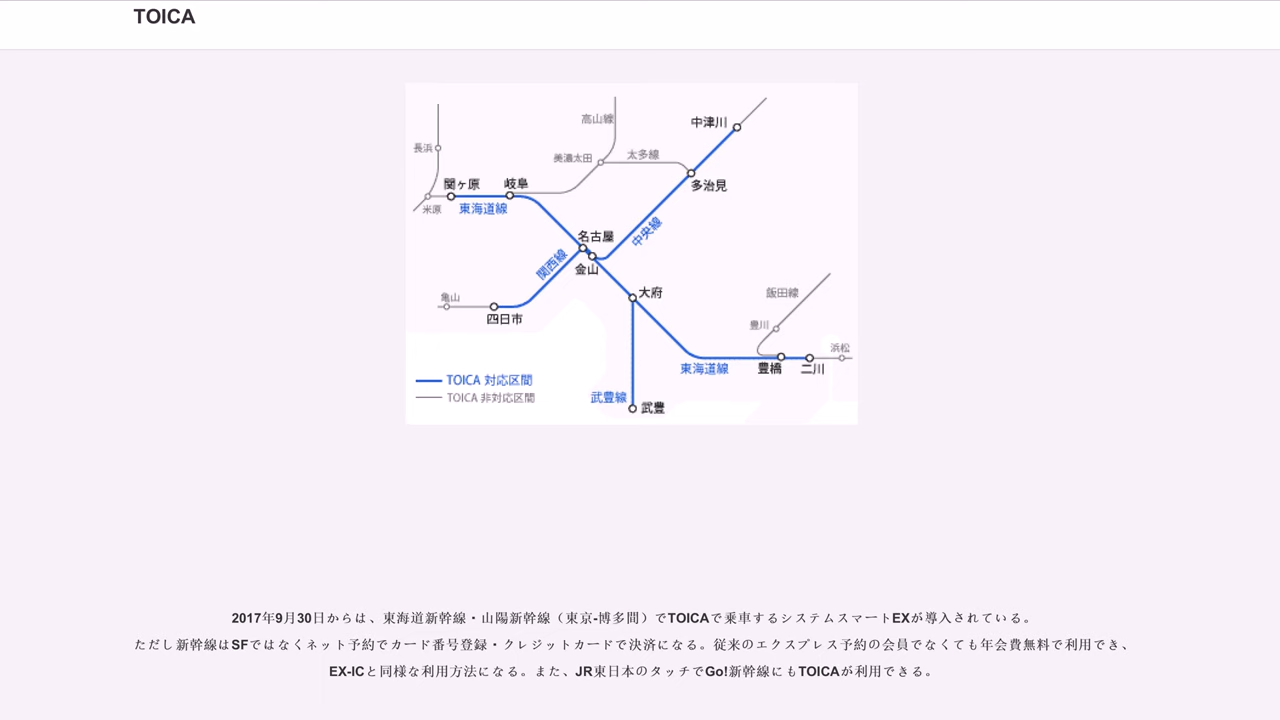 TOICA
高山線
中津川
長浜
美濃太田
太多線
関ヶ原
岐阜
多治見
米原
東海道線
名古屋
中央線
関西線
金山
大府
飯田線
亀山
四日市
豊川
浜松
東海道線
豊橋
二川
TOICA 対応区間
TOICA 非対応区間
武豊線
武豊
2017年9月30日からは、東海道新幹線・山陽新幹線（東京-博多間）でTOICAで乗車するシステムスマートEXが導入されている。
ただし新幹線はSFではなくネット予約でカード番号登録・クレジットカードで決済になる。従来のエクスプレス予約の会員でなくても年会費無料で利用でき、
EX-ICと同様な利用方法になる。また、JR東日本のタッチでGo!新幹線にもTOICAが利用できる。